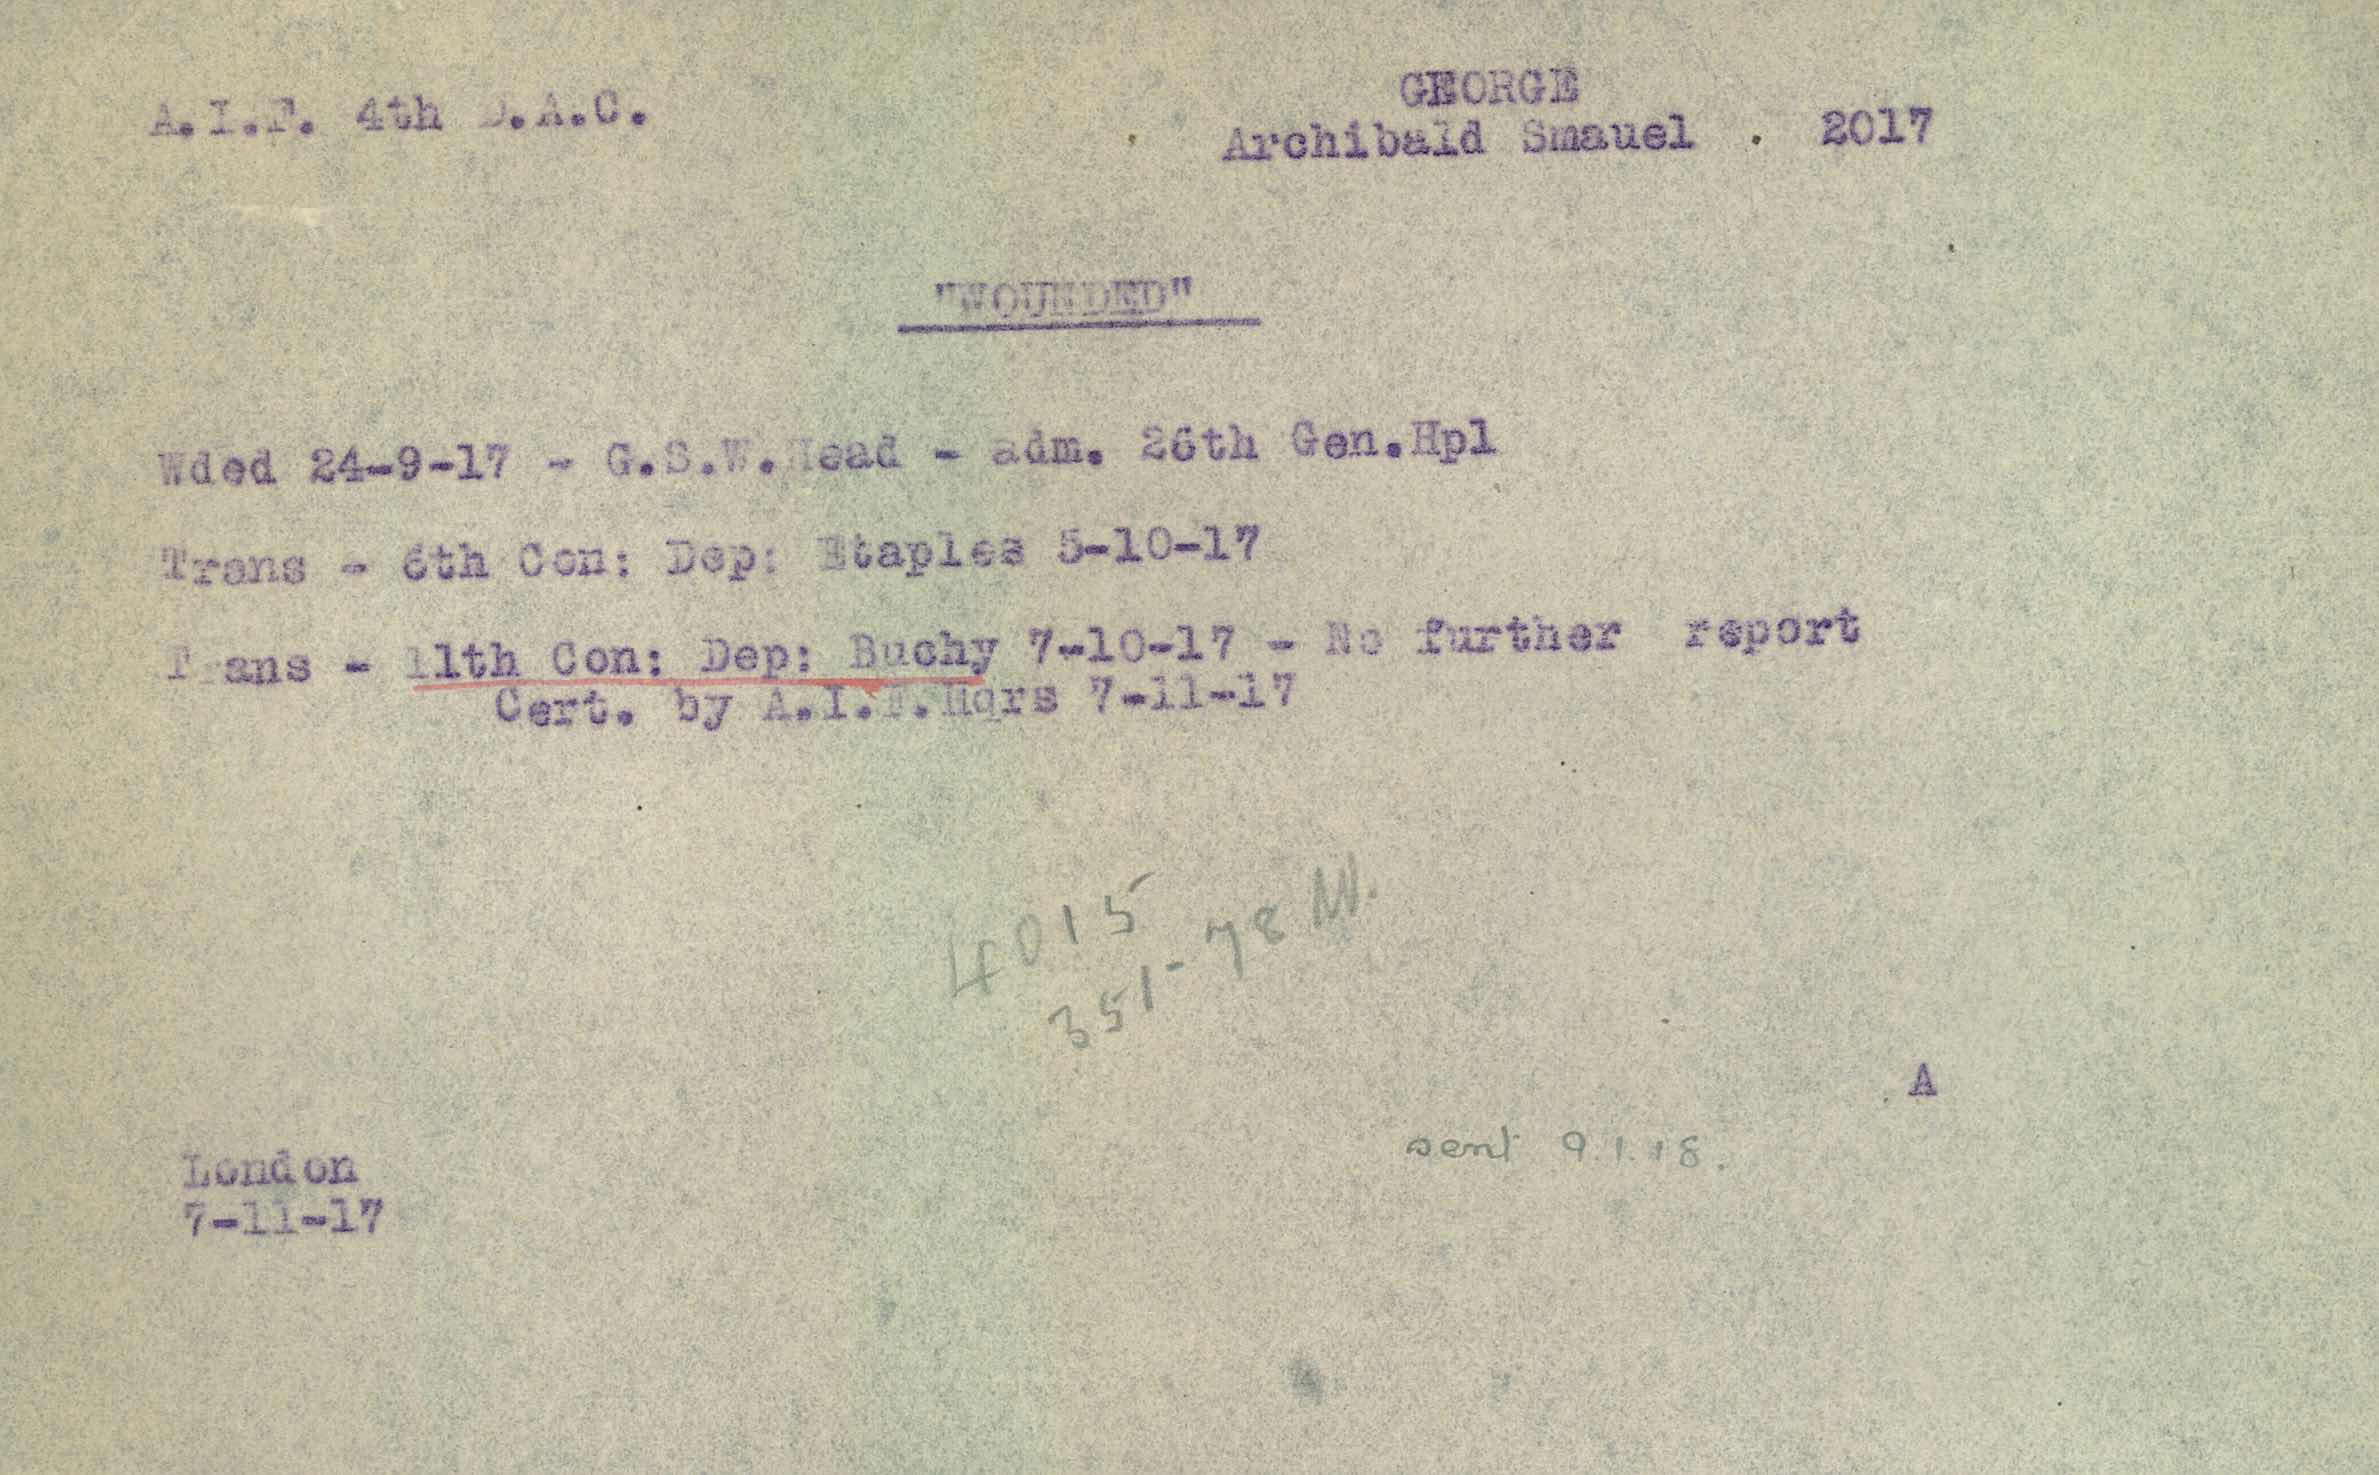 A.I.F. 4th D.A.C.
GEORGE
Archibald Smauel . 2017
"WOUNDED"
Wded 24-9-17 - G.S.W.Head - adm. 26th Gen.Hpl
Trans - 6th Con: Dep: Etaples 5-10-17
Trans - 11th Con: Dep: Buchy 7-10-17 - No further report
Cert. by A.I.F.Hqrs 7-11-17
4015
351-78 M.
A
sent 9.1.18.
London
7-11-17